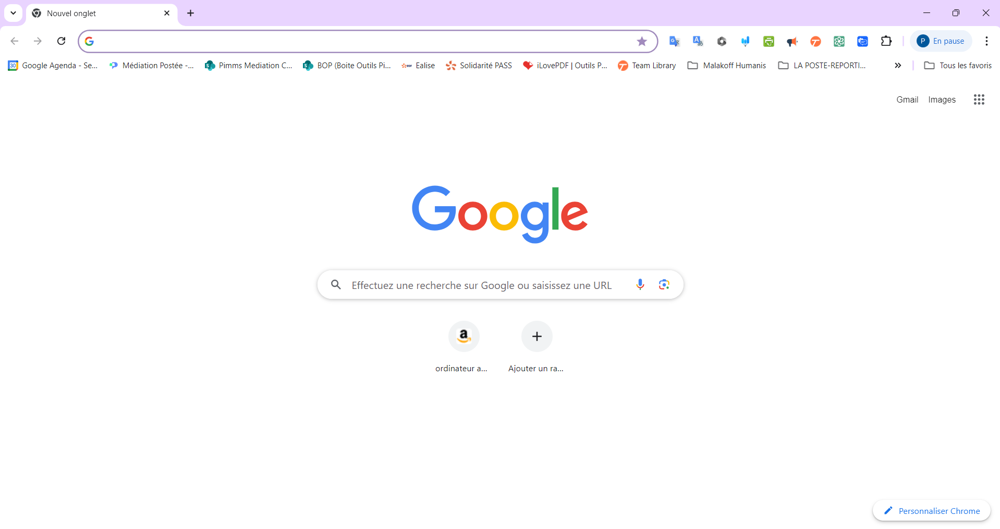 Nouvel onglet
P En pause
30 Google Agenda - Se... Médiation Postée -... Pimms Mediation C... BOP (Boite Outils Pi... Ealise Solidarité PASS iLovePDF | Outils P... Team Library Malakoff Humanis LA POSTE-REPORTI... Tous les favoris
Gmail Images
Google
Effectuez une recherche sur Google ou saisissez une URL
ordinateur a... Ajouter un ra...
Personnaliser Chrome